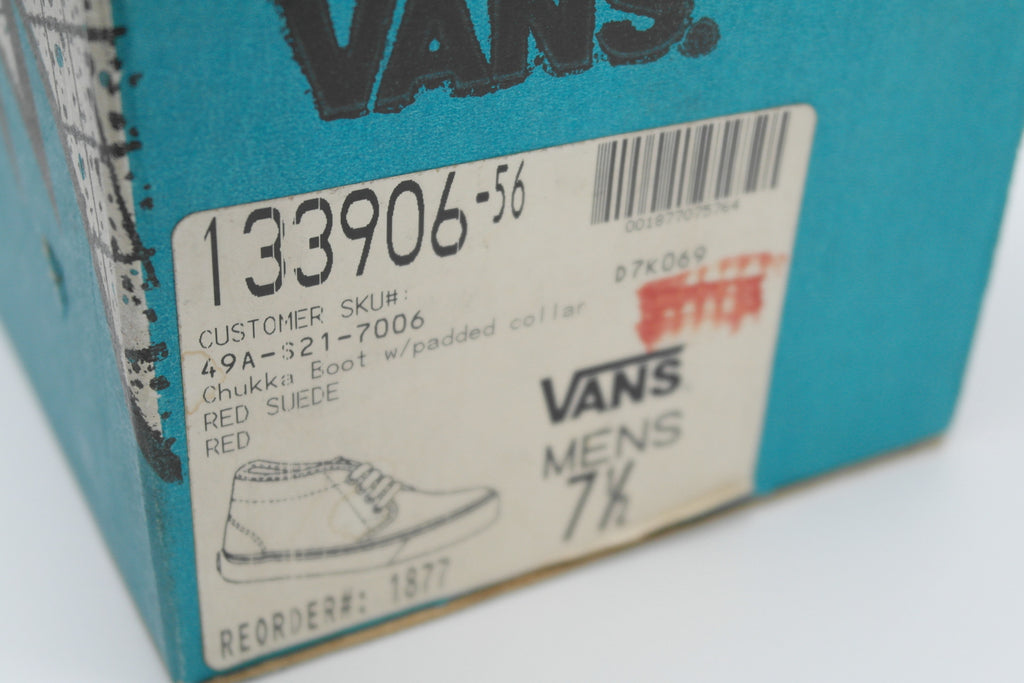 VANS.
133906-56
001877075764
D7K069
CUSTOMER SKU#:
49A-S21-7006
Chukka Boot w/padded collar
RED SUEDE
RED
VANS
MENS
7½
REORDER#: 1877